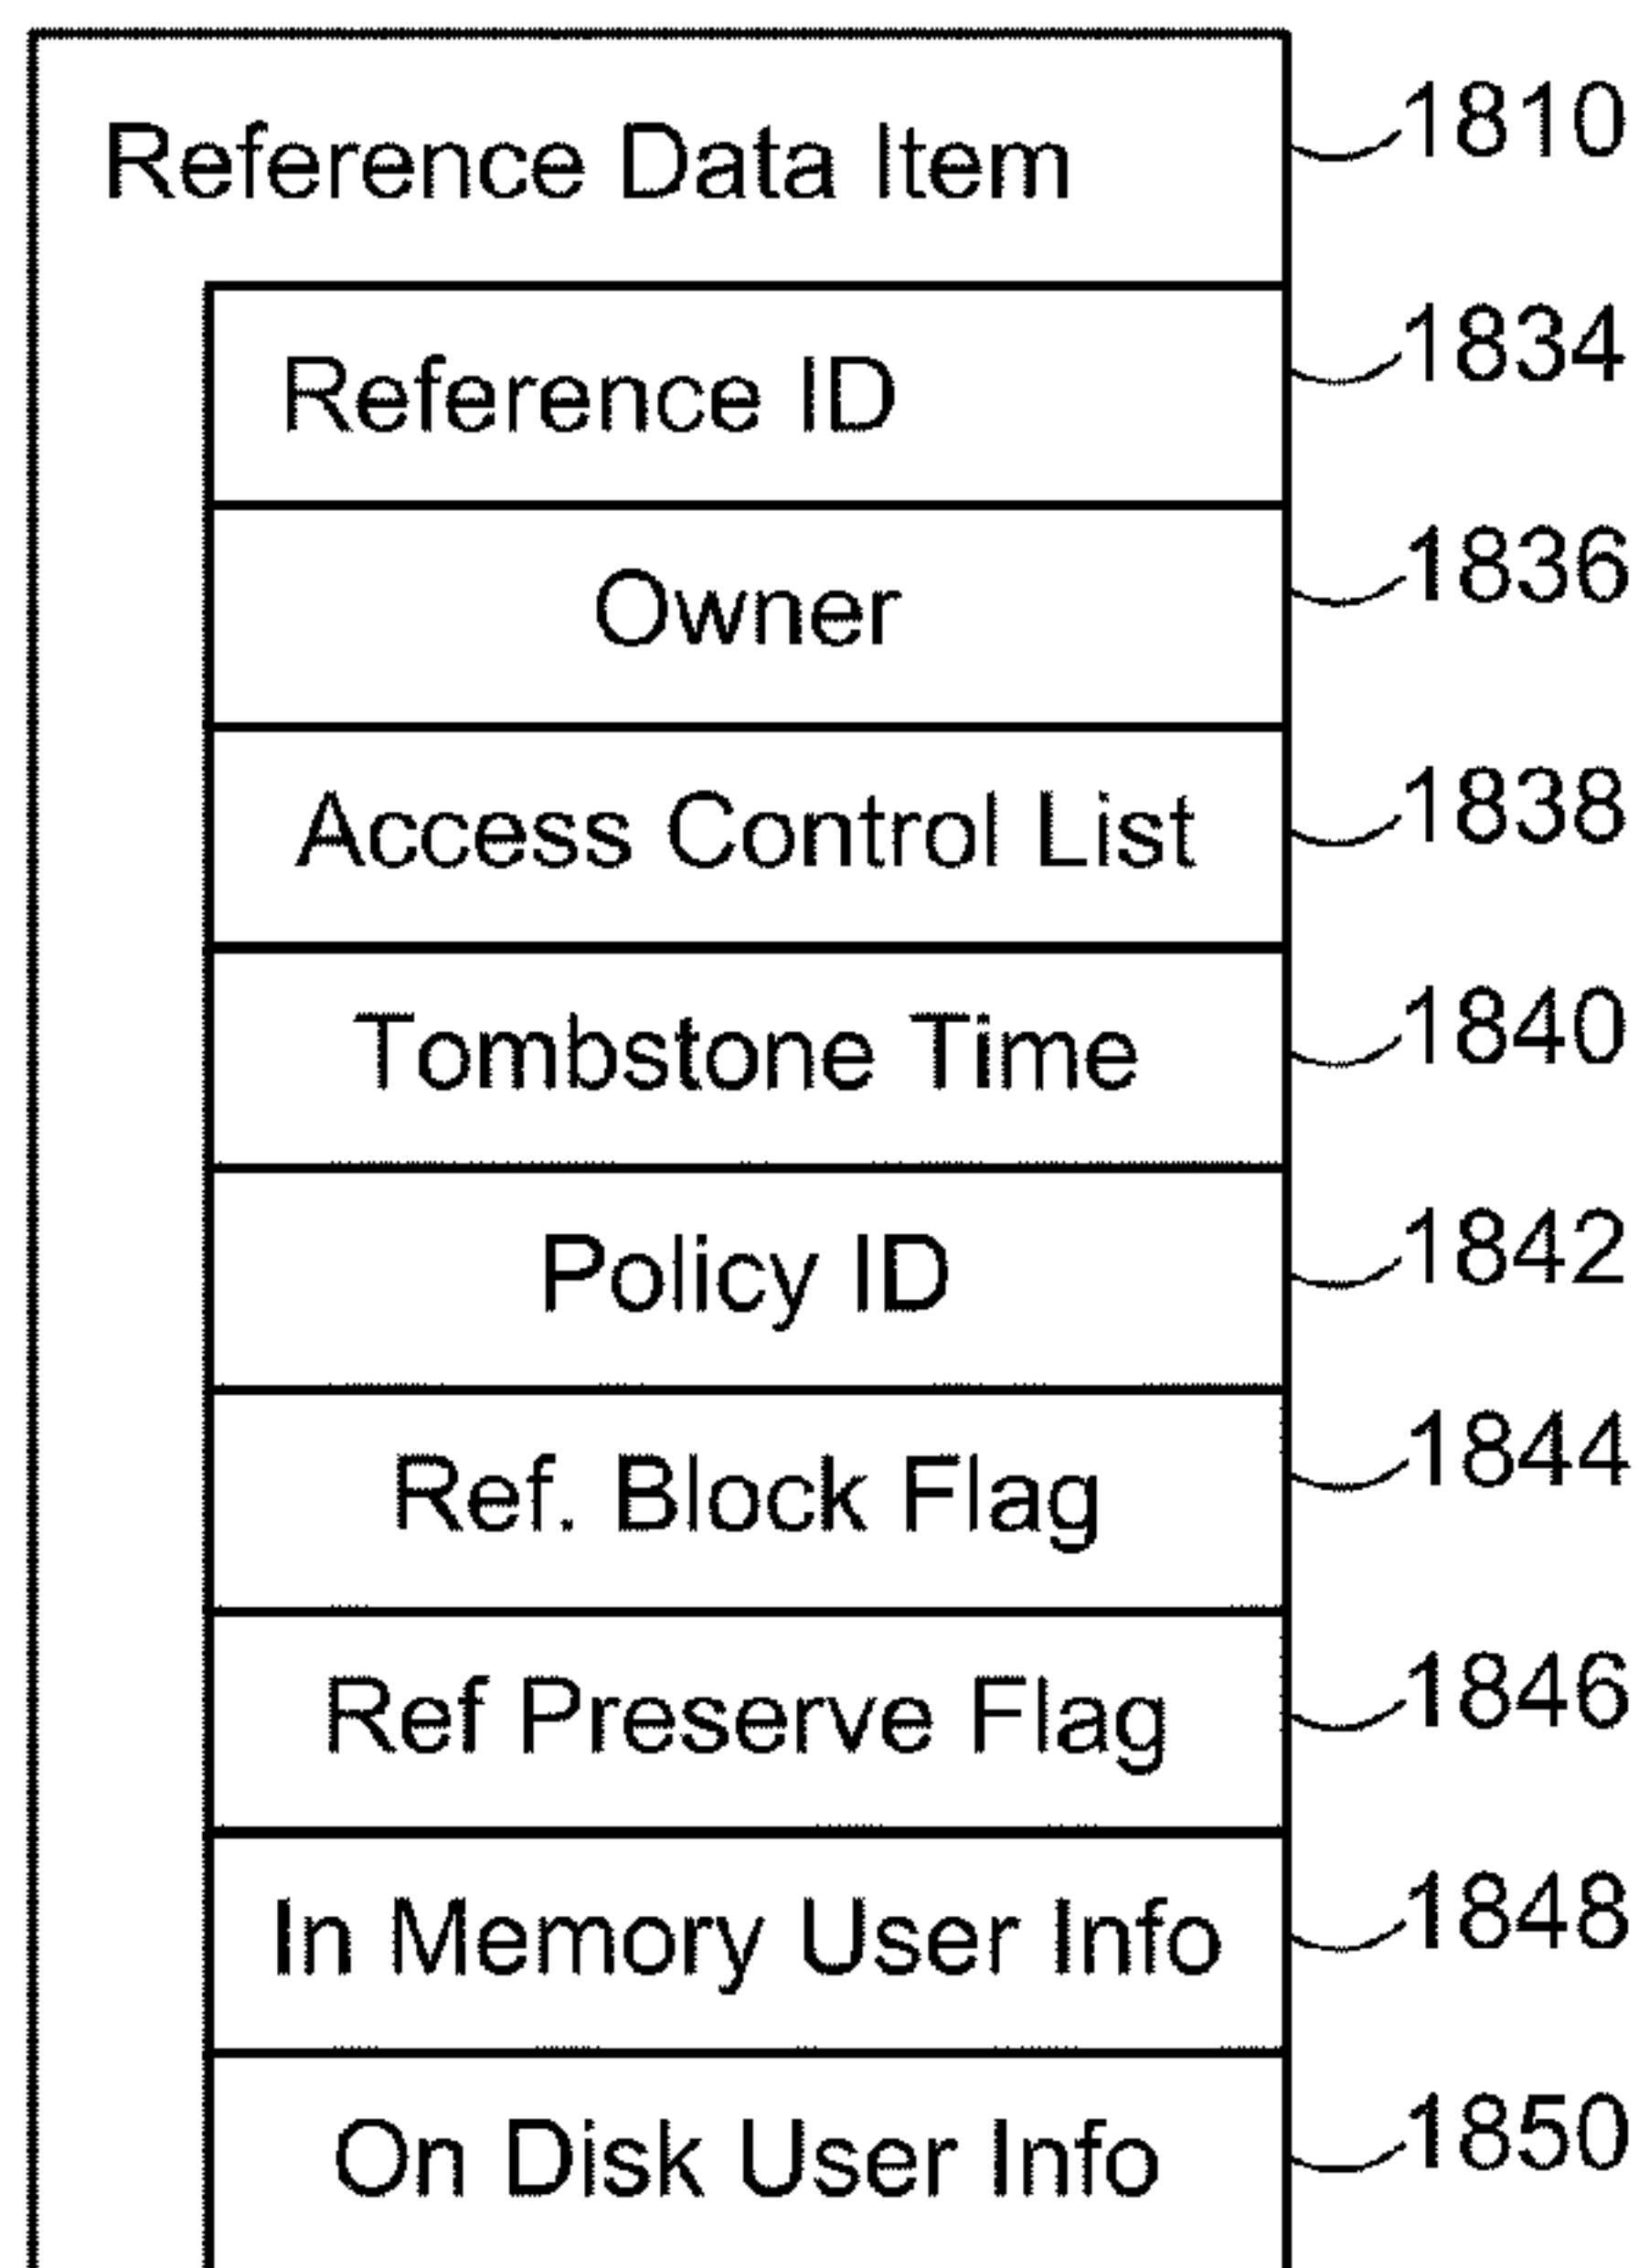 Reference Data Item 1810
Reference ID 1834
Owner 1836
Access Control List 1838
Tombstone Time 1840
Policy ID 1842
Ref. Block Flag 1844
Ref Preserve Flag 1846
In Memory User Info 1848
On Disk User Info 1850